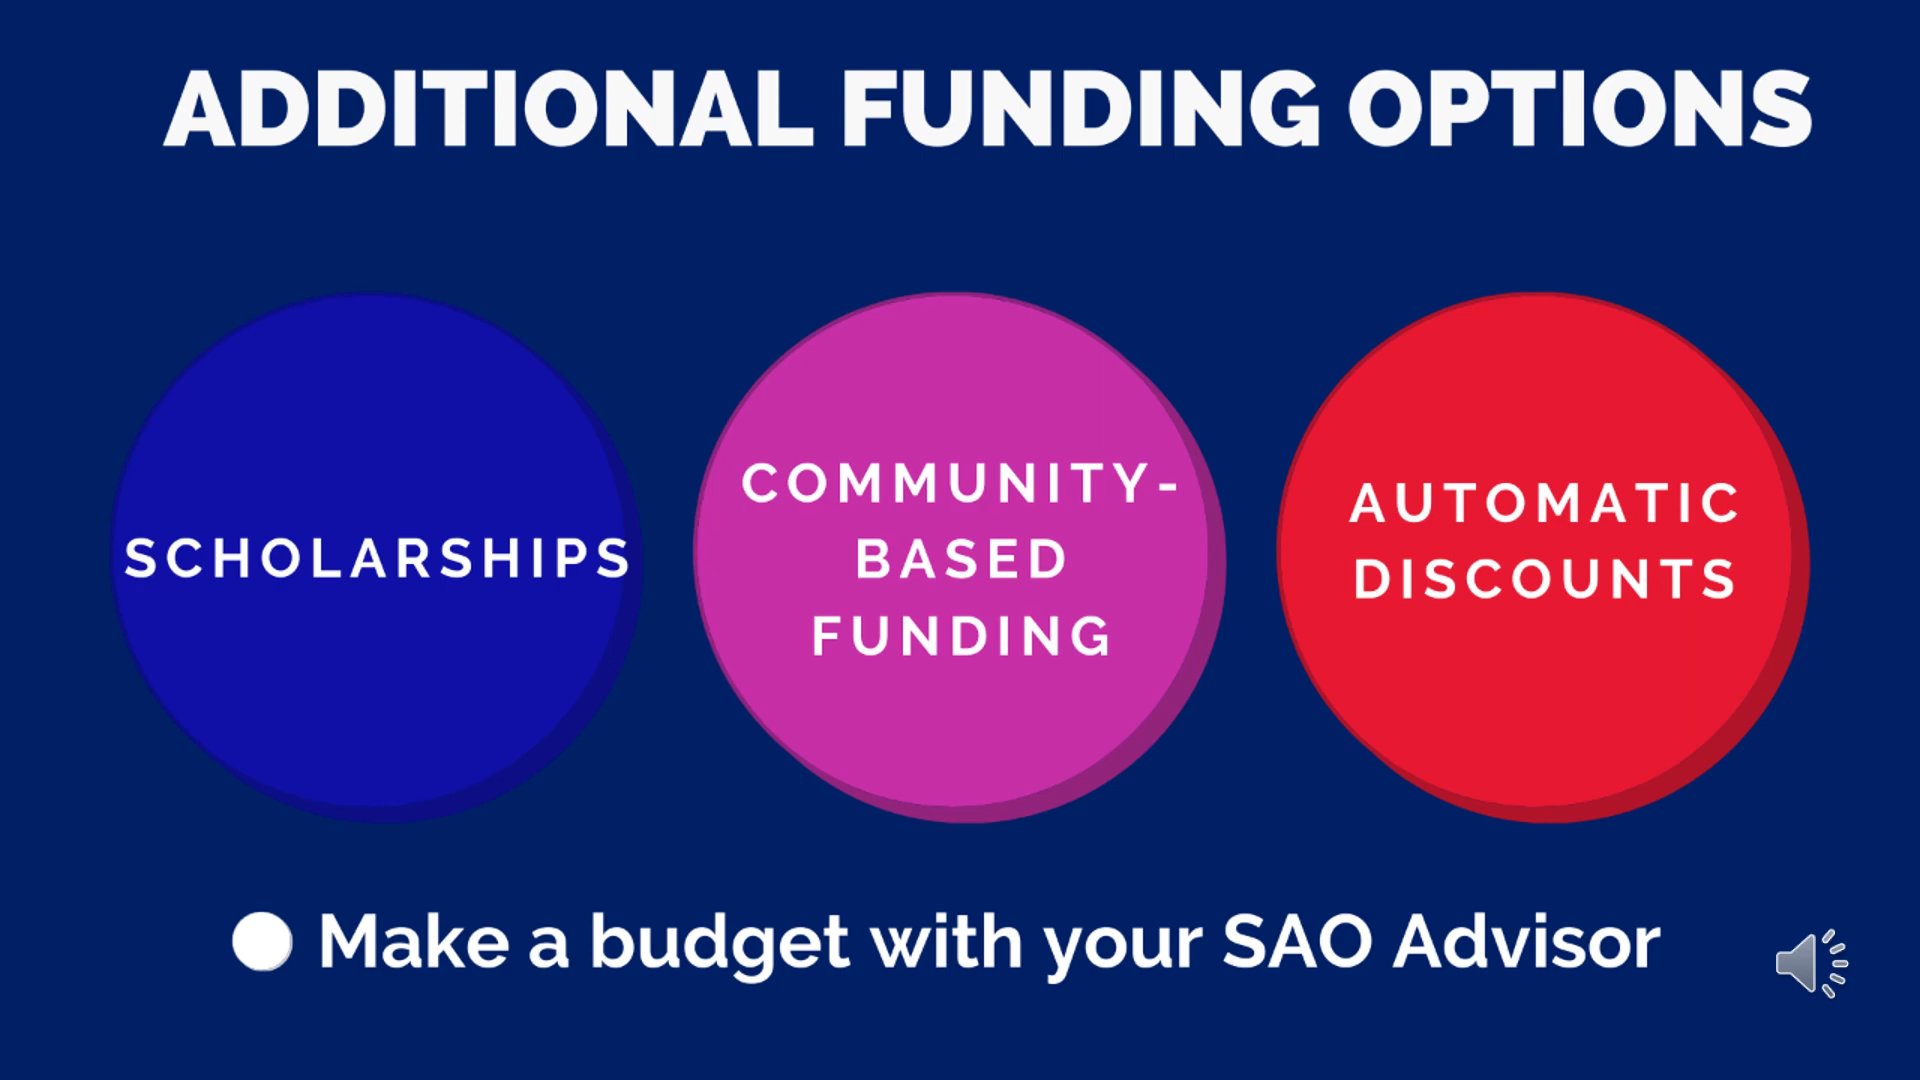 ADDITIONAL FUNDING OPTIONS
SCHOLARSHIPS
COMMUNITY-
BASED
FUNDING
AUTOMATIC
DISCOUNTS
Make a budget with your SAO Advisor